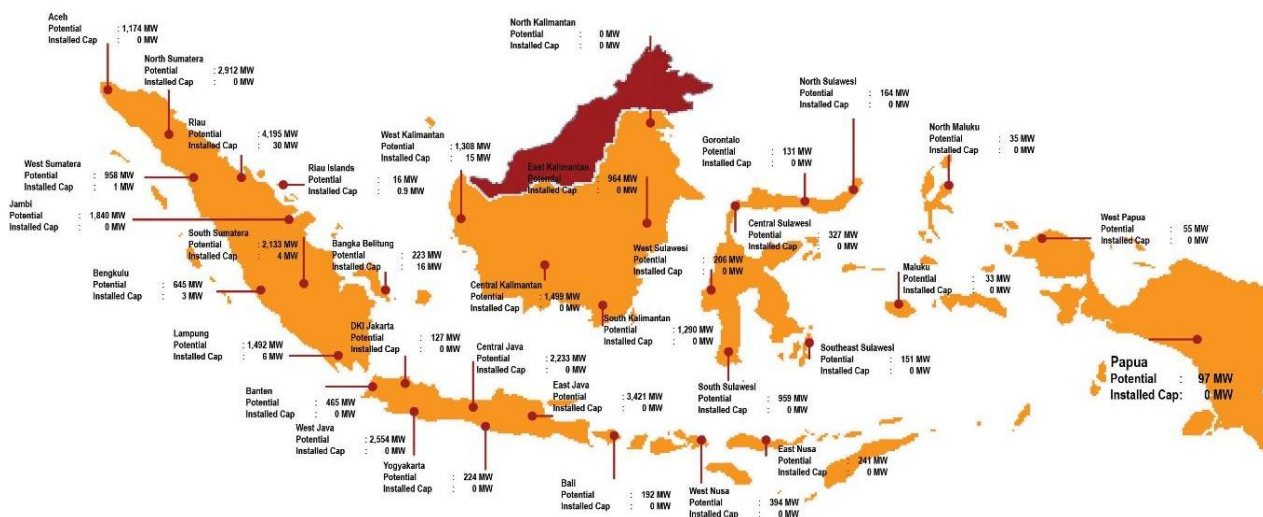 Aceh
Potential : 1,174 MW
Installed Cap : 0 MW
North Sumatera
Potential : 2,912 MW
Installed Cap : 0 MW
Riau
Potential : 4,195 MW
Installed Cap : 30 MW
West Sumatera
Potential : 958 MW
Installed Cap : 1 MW
Riau Islands
Potential : 16 MW
Installed Cap : 0.9 MW
Jambi
Potential : 1,840 MW
Installed Cap : 0 MW
South Sumatera
Potential : 2,133 MW
Installed Cap : 4 MW
Bangka Belitung
Potential : 223 MW
Installed Cap : 16 MW
Bengkulu
Potential : 645 MW
Installed Cap : 3 MW
Lampung
Potential : 1,492 MW
Installed Cap : 6 MW
DKI Jakarta
Potential : 127 MW
Installed Cap : 0 MW
Central Java
Potential : 2,233 MW
Installed Cap : 0 MW
Banten
Potential : 465 MW
Installed Cap : 0 MW
East Java
Potential : 3,421 MW
Installed Cap : 0 MW
West Java
Potential : 2,554 MW
Installed Cap : 0 MW
Yogyakarta
Potential : 224 MW
Installed Cap : 0 MW
Bali
Potential : 192 MW
Installed Cap : 0 MW
West Nusa
Potential : 394 MW
Installed Cap : 0 MW
East Nusa
Potential : 241 MW
Installed Cap : 0 MW
North Kalimantan
Potential : 0 MW
Installed Cap : 0 MW
West Kalimantan
Potential : 1,308 MW
Installed Cap : 15 MW
East Kalimantan
Potential : 964 MW
Installed Cap : 0 MW
Central Kalimantan
Potential : 1,499 MW
Installed Cap : 0 MW
South Kalimantan
Potential : 1,290 MW
Installed Cap : 0 MW
North Sulawesi
Potential : 164 MW
Installed Cap : 0 MW
Gorontalo
Potential : 131 MW
Installed Cap : 0 MW
Central Sulawesi
Potential : 327 MW
Installed Cap : 0 MW
West Sulawesi
Potential : 206 MW
Installed Cap : 0 MW
South Sulawesi
Potential : 959 MW
Installed Cap : 0 MW
Southeast Sulawesi
Potential : 151 MW
Installed Cap : 0 MW
North Maluku
Potential : 35 MW
Installed Cap : 0 MW
Maluku
Potential : 33 MW
Installed Cap : 0 MW
West Papua
Potential : 55 MW
Installed Cap : 0 MW
Papua
Potential : 97 MW
Installed Cap: 0 MW